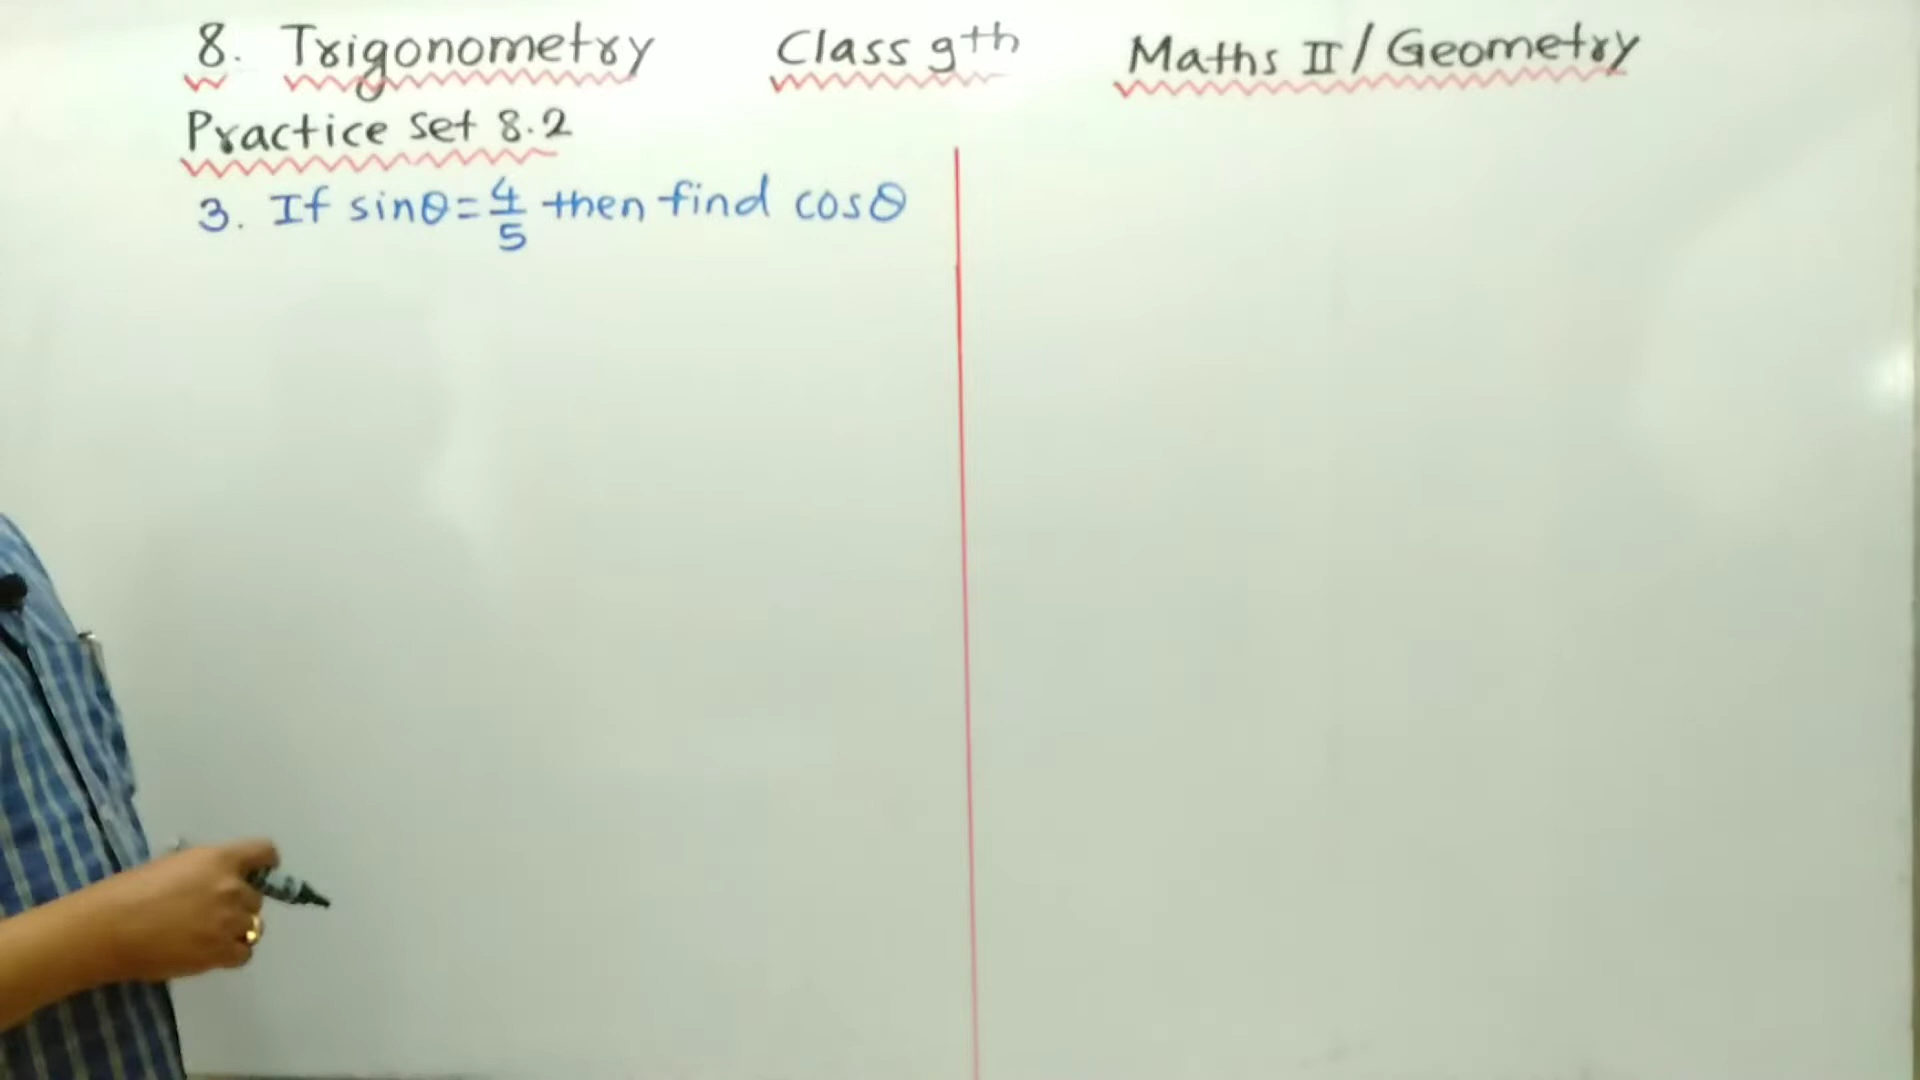 8. Trigonometry Class 9th Maths II / Geometry
Practice set 8.2
3. If sinθ = 4/5 then find cosθ